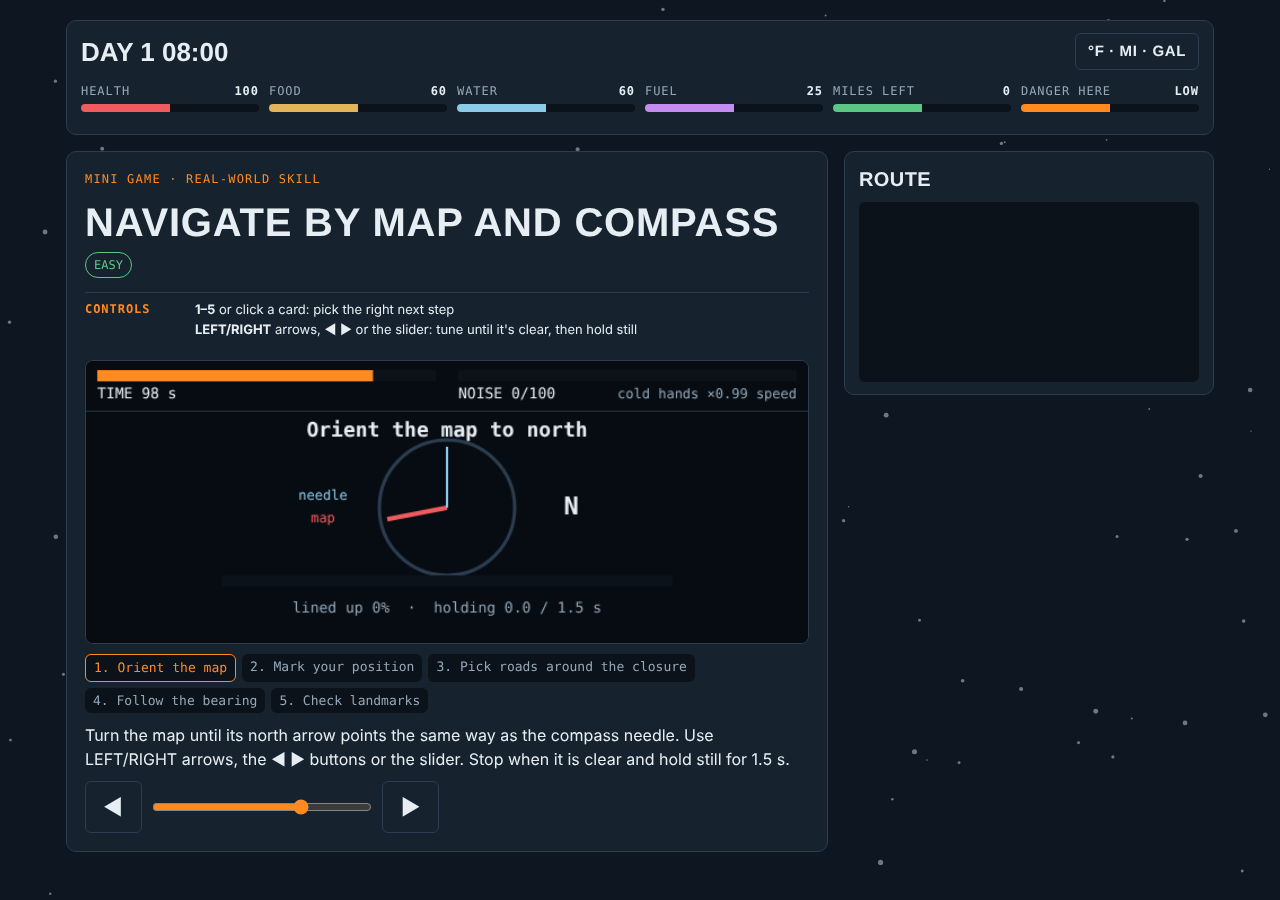 DAY 1 08:00
°F · MI · GAL
HEALTH 100
FOOD 60
WATER 60
FUEL 25
MILES LEFT 0
DANGER HERE LOW
MINI GAME · REAL-WORLD SKILL
NAVIGATE BY MAP AND COMPASS
EASY
CONTROLS
1–5 or click a card: pick the right next step
LEFT/RIGHT arrows, ◀ ▶ or the slider: tune until it's clear, then hold still
TIME 98 s
NOISE 0/100
cold hands ×0.99 speed
Orient the map to north
needle
map
N
lined up 0% · holding 0.0 / 1.5 s
1. Orient the map
2. Mark your position
3. Pick roads around the closure
4. Follow the bearing
5. Check landmarks
Turn the map until its north arrow points the same way as the compass needle. Use
LEFT/RIGHT arrows, the ◀ ▶ buttons or the slider. Stop when it is clear and hold still for 1.5 s.
ROUTE